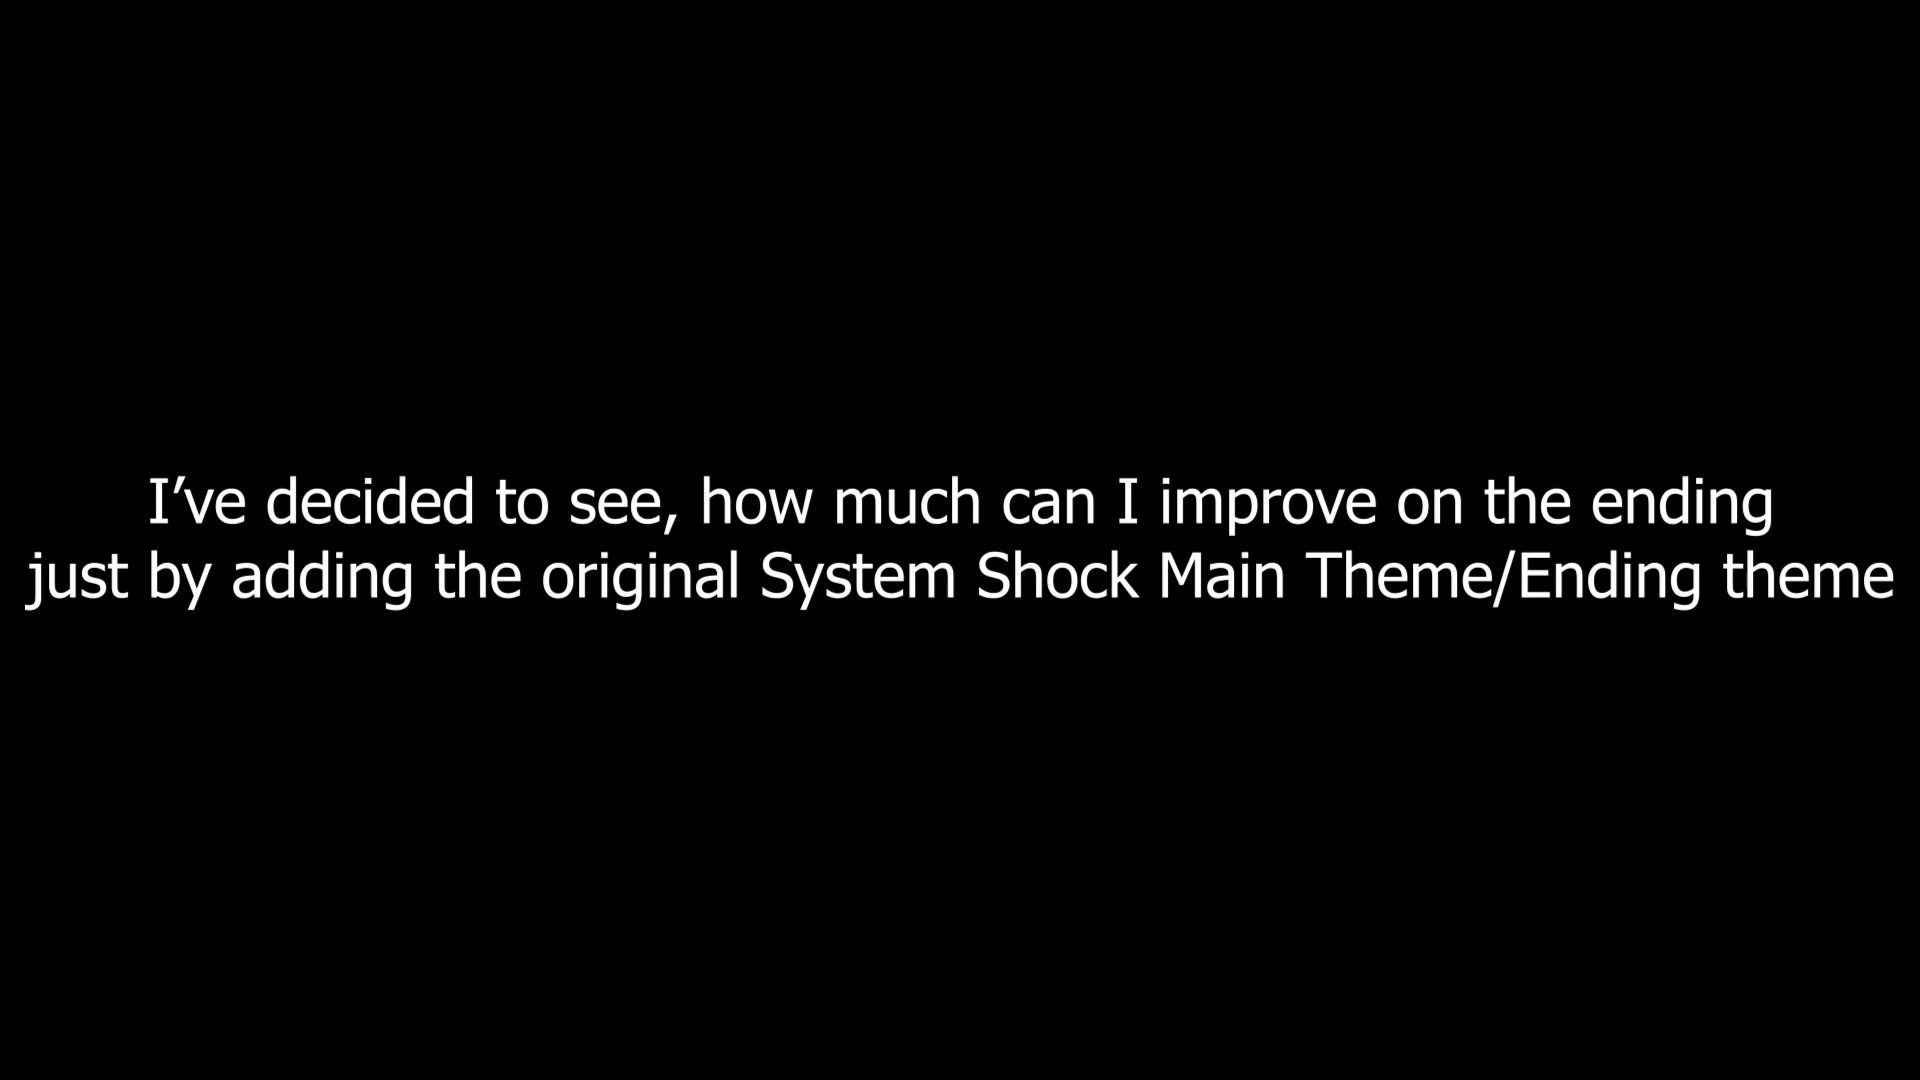 I’ve decided to see, how much can I improve on the ending
just by adding the original System Shock Main Theme/Ending theme